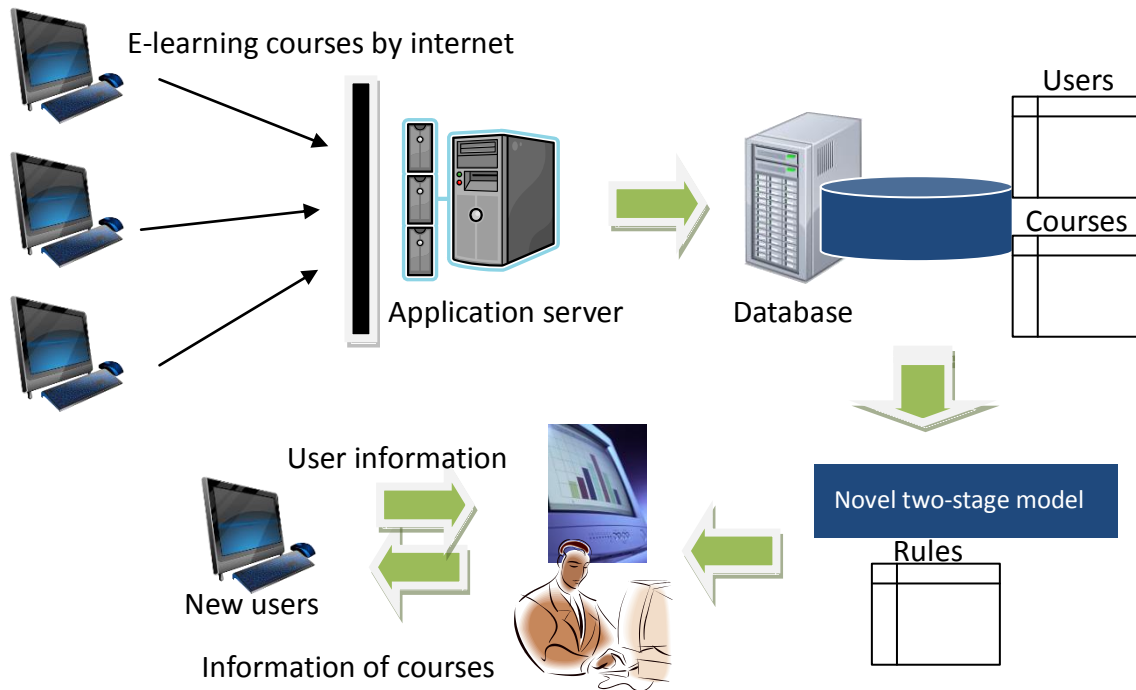 E-learning courses by internet
Users
Courses
Application server
Database
User information
Novel two-stage model
Rules
New users
Information of courses